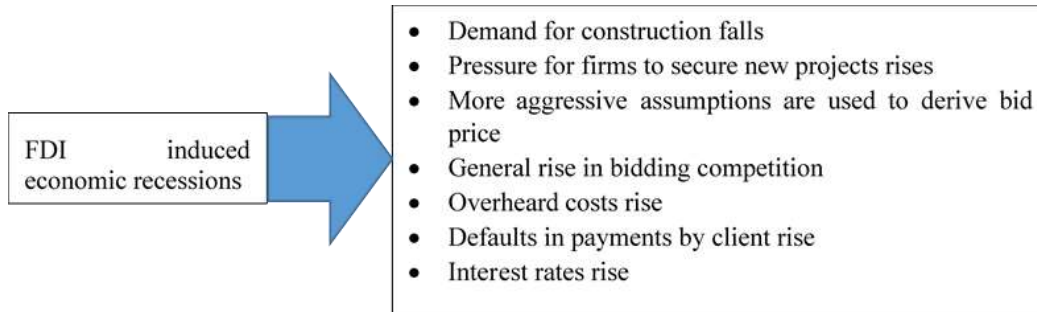 FDI induced
economic recessions
• Demand for construction falls
• Pressure for firms to secure new projects rises
• More aggressive assumptions are used to derive bid
price
• General rise in bidding competition
• Overheard costs rise
• Defaults in payments by client rise
• Interest rates rise